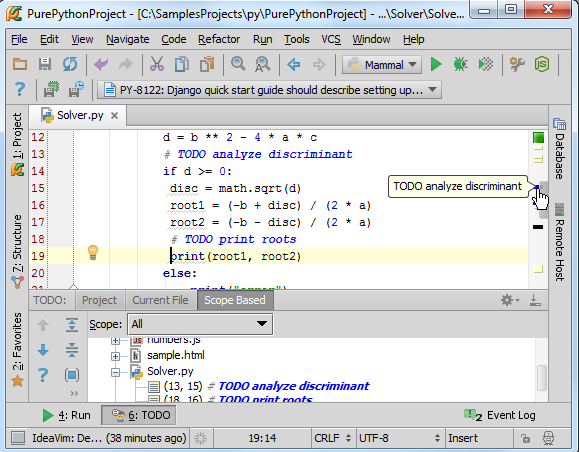 PurePythonProject - [C:\SamplesProjects\py\PurePythonProject] - ...\Solver\Solve...
File Edit View Navigate Code Refactor Run Tools VCS Window Help
Mammal
PY-8122: Django quick start guide should describe setting up...
1: Project
7: Structure
2: Favorites
Solver.py
12 d = b ** 2 - 4 * a * c
13 # TODO analyze discriminant
14 if d >= 0:
15 disc = math.sqrt(d)
16 root1 = (-b + disc) / (2 * a)
17 root2 = (-b - disc) / (2 * a)
18 # TODO print roots
19 print(root1, root2)
20 else:
21 print("error")
TODO analyze discriminant
Database
Remote Host
TODO: Project Current File Scope Based
Scope: All
numbers.js
sample.html
Solver.py
(13, 15) # TODO analyze discriminant
(18, 16) # TODO print roots
4: Run 6: TODO 2 Event Log
IdeaVim: De... (38 minutes ago) 19:14 CRLF UTF-8 Insert